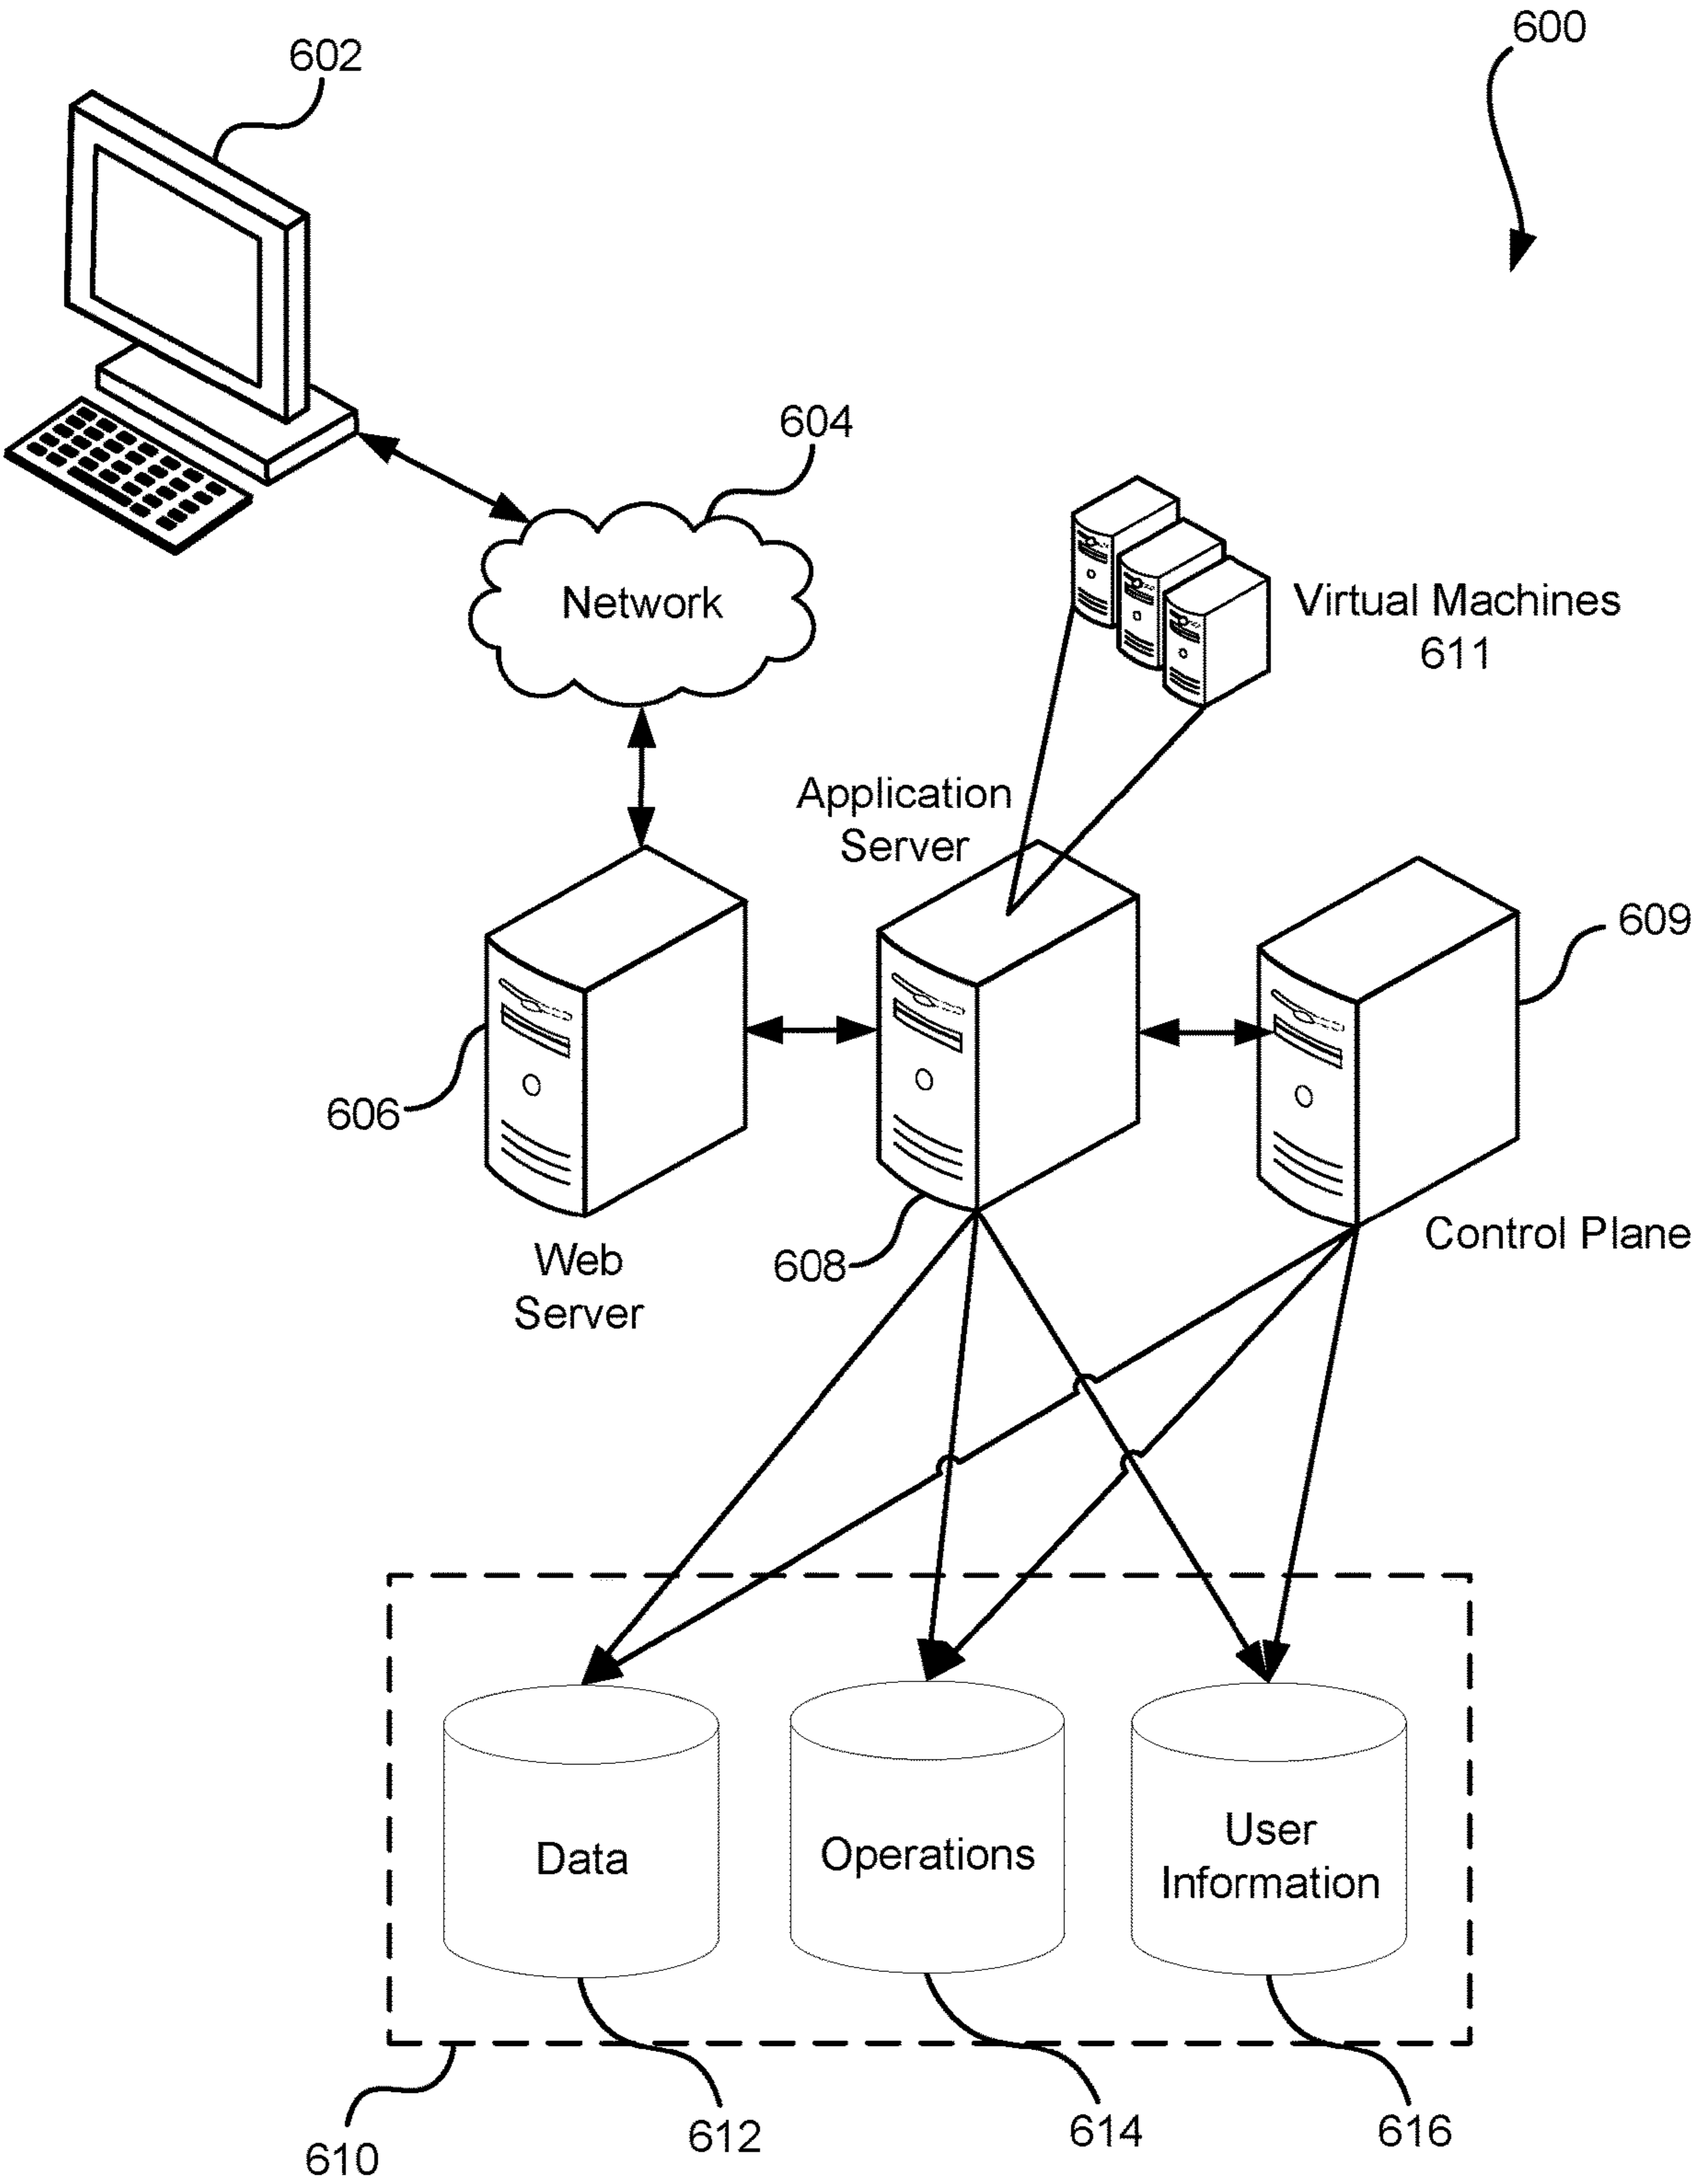 600
602
604
Network
Virtual Machines
611
Application
Server
609
606
608
Control Plane
Web
Server
Data
Operations
User
Information
610
612
614
616